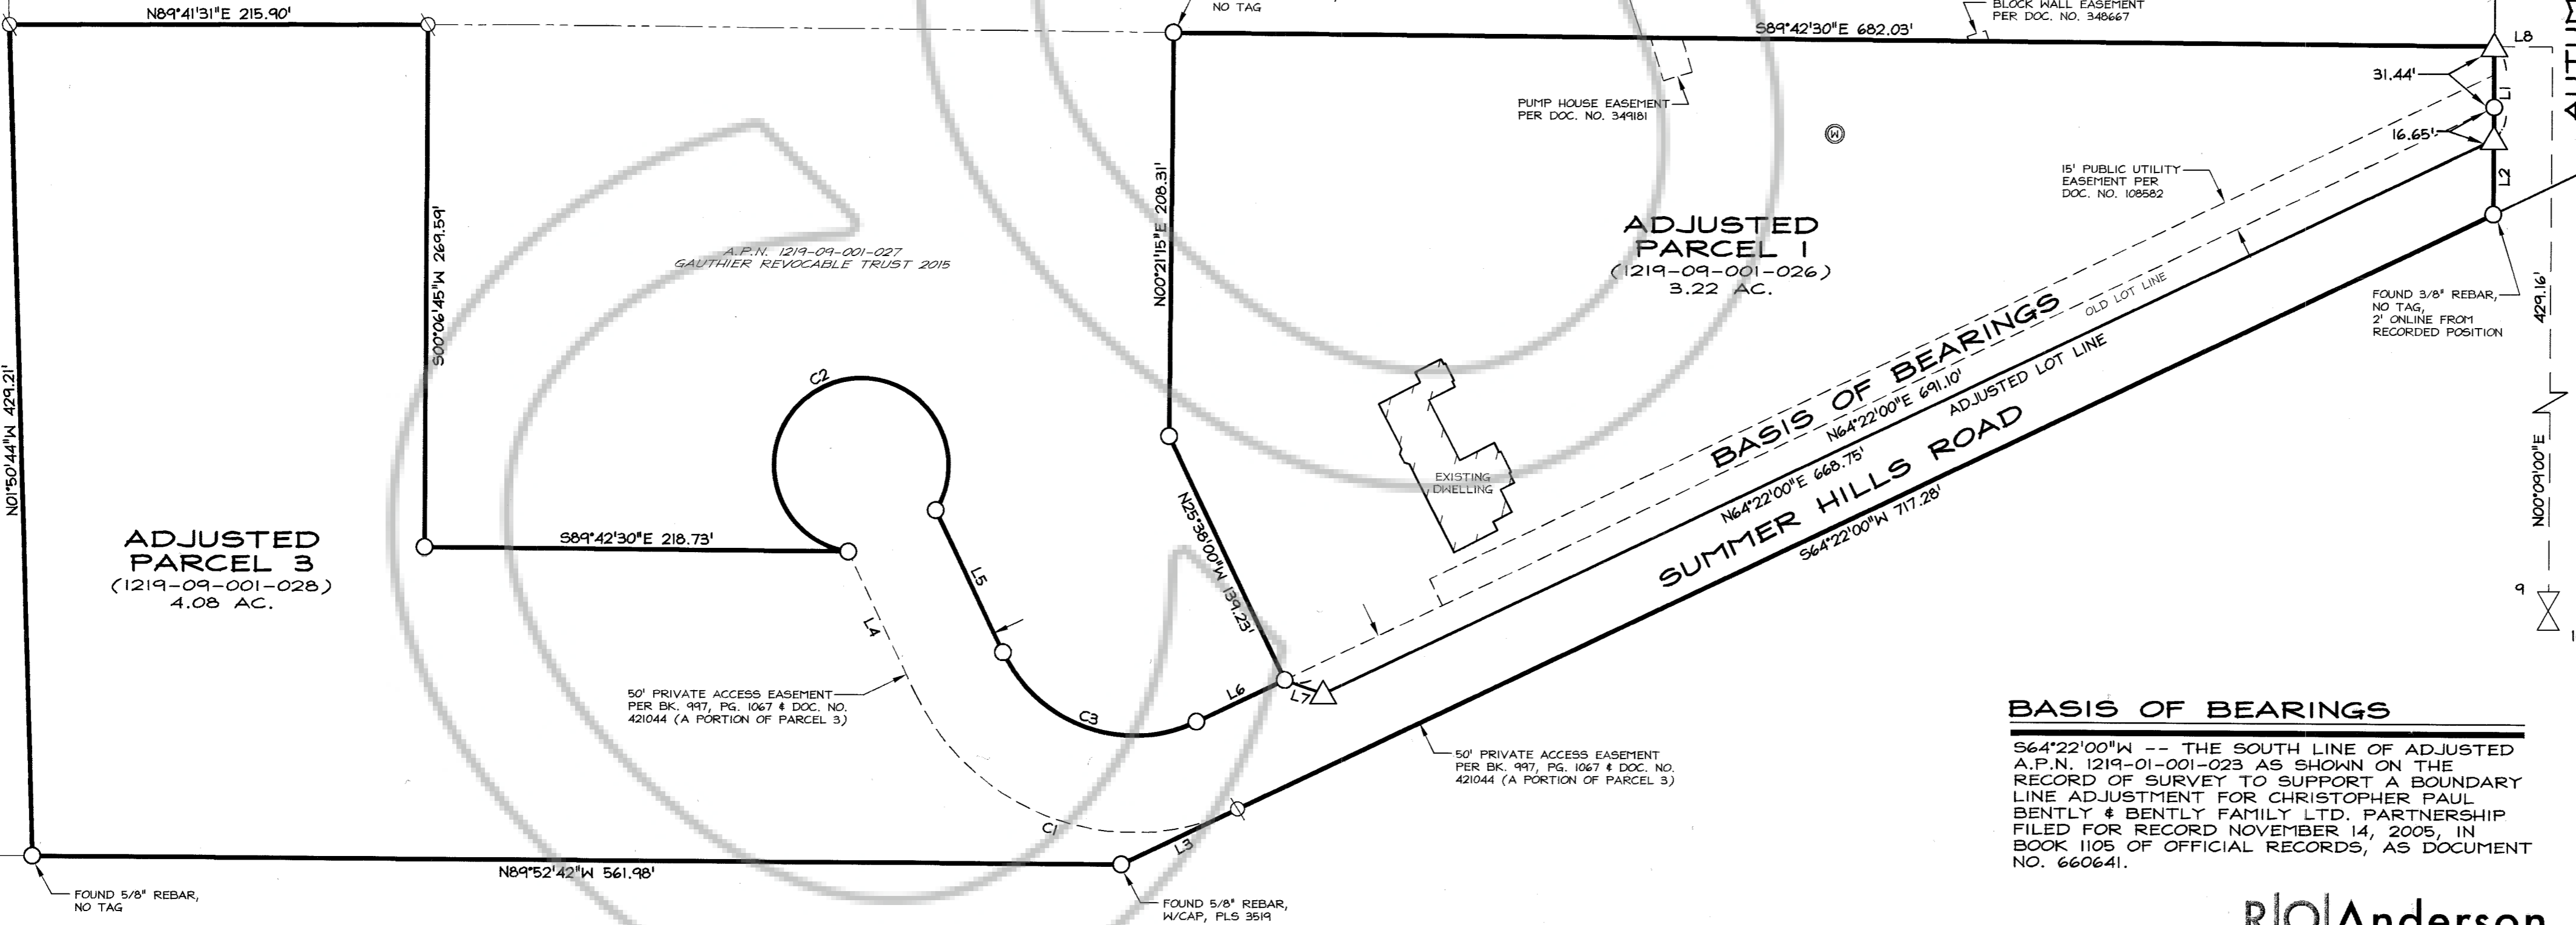 N89°41'31"E 215.90'
NO TAG
BLOCK WALL EASEMENT
PER DOC. NO. 348667
S89°42'30"E 682.03'
L8
31.44'
L1
16.65'
L2
PUMP HOUSE EASEMENT
PER DOC. NO. 349181
W
15' PUBLIC UTILITY
EASEMENT PER
DOC. NO. 108582
N00°21'15"E 208.31'
S00°06'45"W 269.59'
A.P.N. 1219-09-001-027
GAUTHIER REVOCABLE TRUST 2015
ADJUSTED
PARCEL 1
(1219-09-001-026)
3.22 AC.
FOUND 3/8" REBAR,
NO TAG,
2' ONLINE FROM
RECORDED POSITION
429.16'
N00°09'00"E
N01°50'44"W 429.21'
C2
BASIS OF BEARINGS
OLD LOT LINE
N64°22'00"E 691.10'
ADJUSTED LOT LINE
N64°22'00"E 668.75'
SUMMER HILLS ROAD
S64°22'00"W 717.28'
EXISTING
DWELLING
N25°38'00"W 139.23'
ADJUSTED
PARCEL 3
(1219-09-001-028)
4.08 AC.
S89°42'30"E 218.73'
L5
L4
9
50' PRIVATE ACCESS EASEMENT
PER BK. 997, PG. 1067 & DOC. NO.
421044 (A PORTION OF PARCEL 3)
L6
L7
C3
50' PRIVATE ACCESS EASEMENT
PER BK. 997, PG. 1067 & DOC. NO.
421044 (A PORTION OF PARCEL 3)
C1
L3
N89°52'42"W 561.98'
FOUND 5/8" REBAR,
NO TAG
FOUND 5/8" REBAR,
W/CAP, PLS 3519
BASIS OF BEARINGS
S64°22'00"W -- THE SOUTH LINE OF ADJUSTED
A.P.N. 1219-01-001-023 AS SHOWN ON THE
RECORD OF SURVEY TO SUPPORT A BOUNDARY
LINE ADJUSTMENT FOR CHRISTOPHER PAUL
BENTLY & BENTLY FAMILY LTD. PARTNERSHIP
FILED FOR RECORD NOVEMBER 14, 2005, IN
BOOK 1105 OF OFFICIAL RECORDS, AS DOCUMENT
NO. 660641.
R|O|Anderson